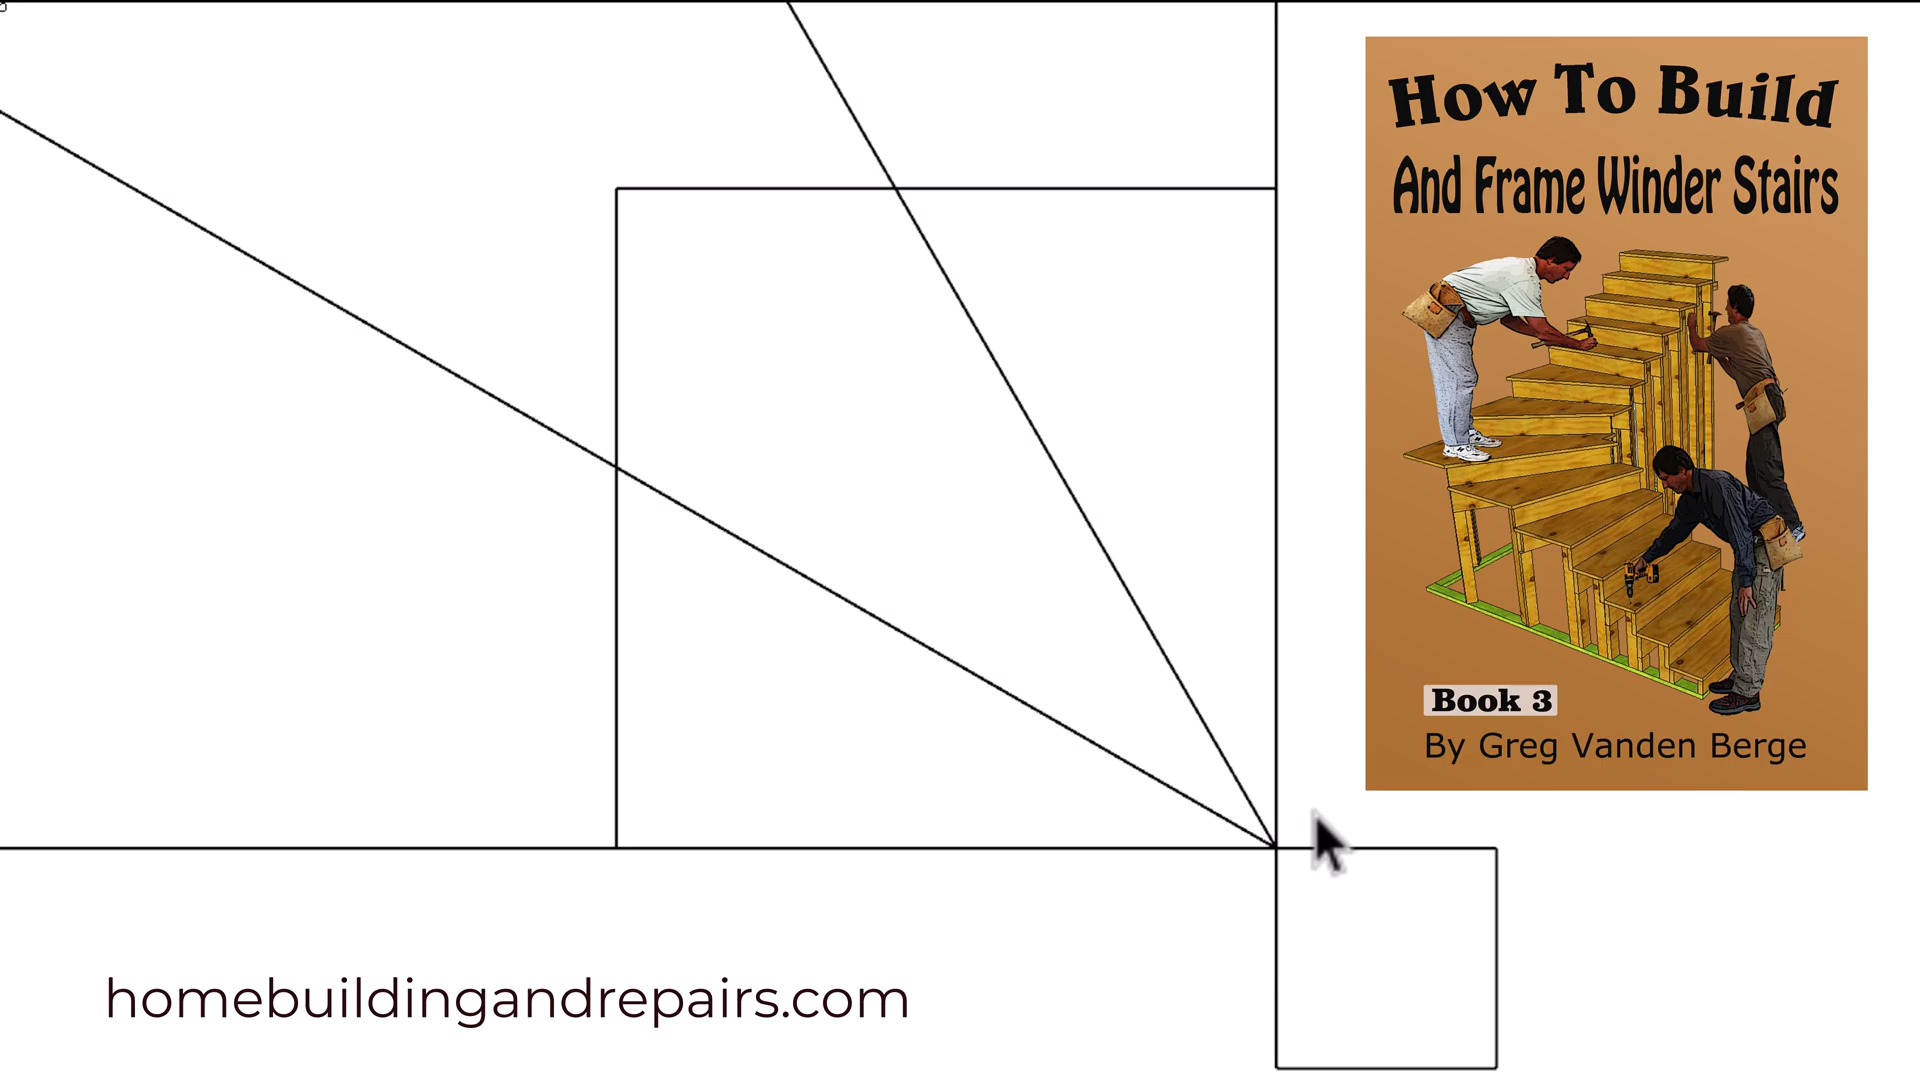 How To Build
And Frame Winder Stairs
Book 3
By Greg Vanden Berge
homebuildingandrepairs.com